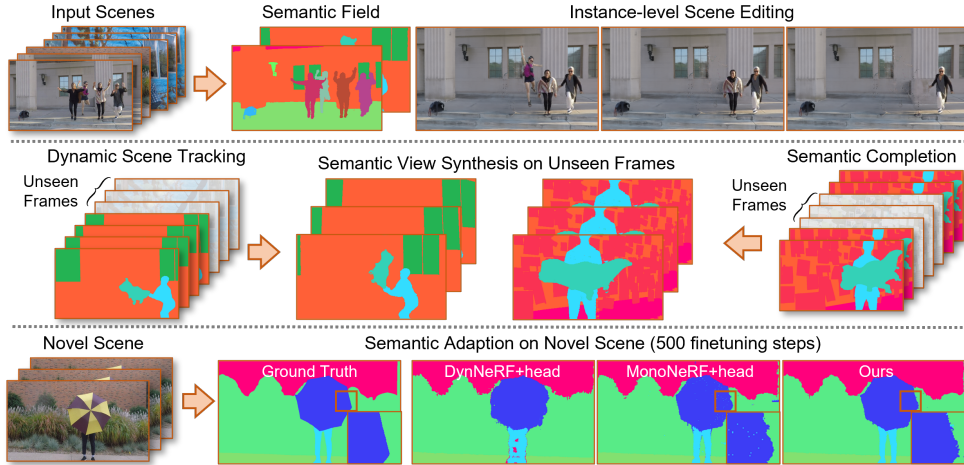 Input Scenes
Semantic Field
Instance-level Scene Editing
Dynamic Scene Tracking
Semantic View Synthesis on Unseen Frames
Semantic Completion
Unseen
Frames
Unseen
Frames
Novel Scene
Semantic Adaption on Novel Scene (500 finetuning steps)
Ground Truth
DynNeRF+head
MonoNeRF+head
Ours